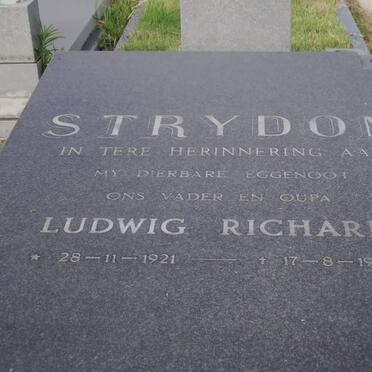 STRYDOM
IN TERE HERINNERING AA
MY DIERBARE EGGENOOT
ONS VADER EN OUPA
LUDWIG RICHAR
* 28-11-1921 — † 17-8-19